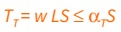 T_T = w LS ≤ α_T S